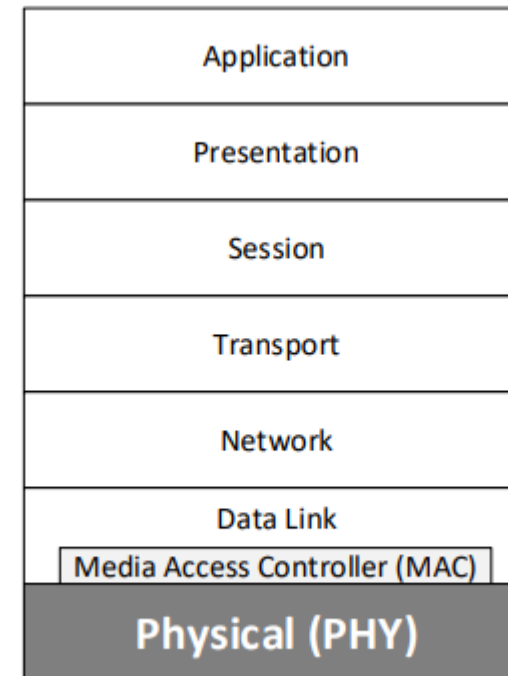 Application
Presentation
Session
Transport
Network
Data Link
Media Access Controller (MAC)
Physical (PHY)